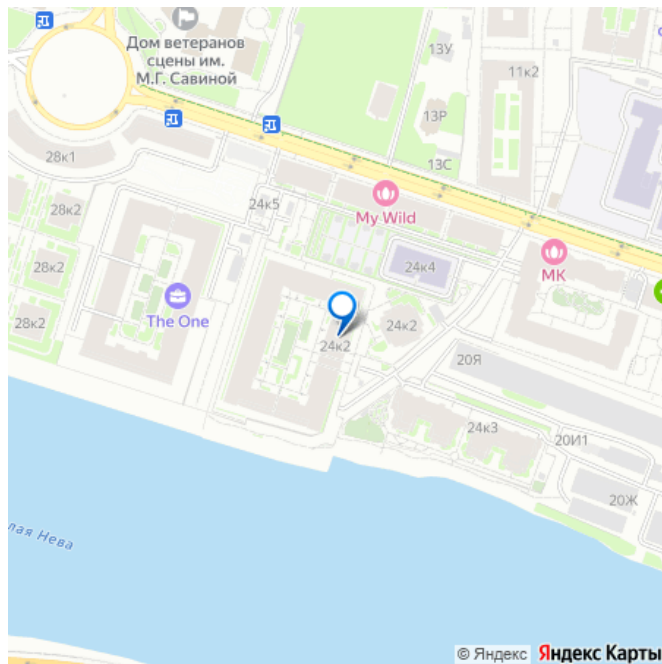 Дом ветеранов
сцены им.
М.Г. Савиной
13У
11к2
13Р
13С
28к1
28к2
24к5
My Wild
28к2
24к4
МК
The One
28к2
24к2
24к2
20Я
24к3
20И1
20Ж
лая Нева
© Яндекс Яндекс Карты